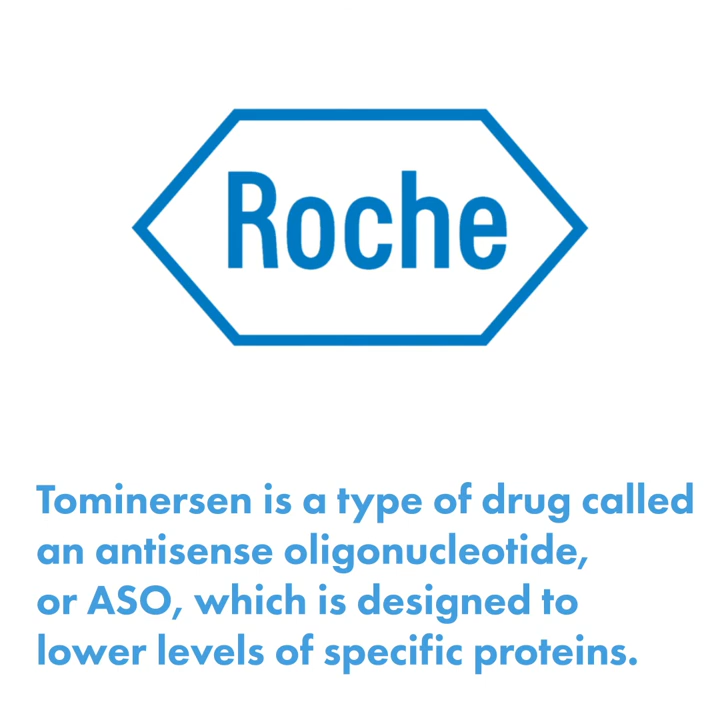 Roche
Tominersen is a type of drug called
an antisense oligonucleotide,
or ASO, which is designed to
lower levels of specific proteins.